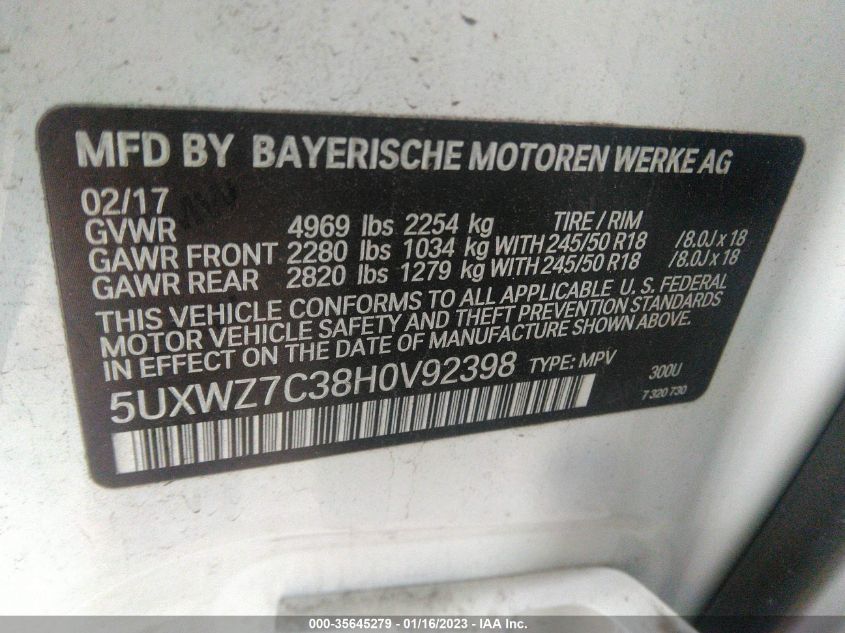 MFD BY BAYERISCHE MOTOREN WERKE AG
02/17
GVWR 4969 lbs 2254 kg TIRE / RIM
GAWR FRONT 2280 lbs 1034 kg WITH 245/50 R18 /8.0J x 18
GAWR REAR 2820 lbs 1279 kg WITH 245/50 R18 /8.0J x 18
THIS VEHICLE CONFORMS TO ALL APPLICABLE U. S. FEDERAL
MOTOR VEHICLE SAFETY AND THEFT PREVENTION STANDARDS
IN EFFECT ON THE DATE OF MANUFACTURE SHOWN ABOVE.
5UXWZ7C38H0V92398 TYPE: MPV 300U
7 320 730
000-35645279 - 01/16/2023 - IAA Inc.